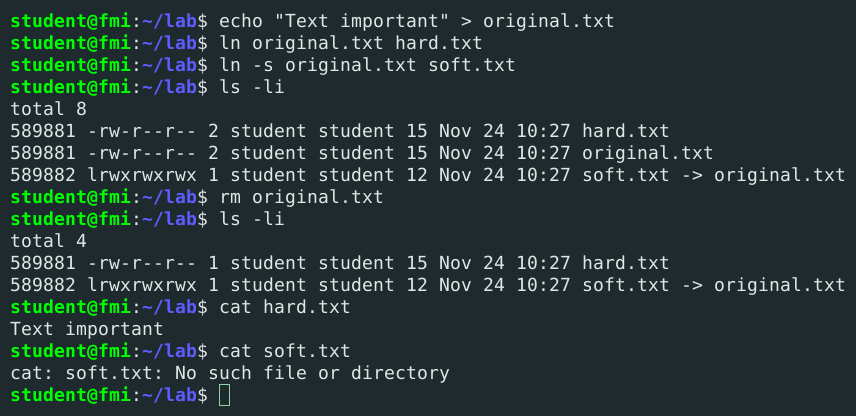 student@fmi:~/lab$ echo "Text important" > original.txt
student@fmi:~/lab$ ln original.txt hard.txt
student@fmi:~/lab$ ln -s original.txt soft.txt
student@fmi:~/lab$ ls -li
total 8
589881 -rw-r--r-- 2 student student 15 Nov 24 10:27 hard.txt
589881 -rw-r--r-- 2 student student 15 Nov 24 10:27 original.txt
589882 lrwxrwxrwx 1 student student 12 Nov 24 10:27 soft.txt -> original.txt
student@fmi:~/lab$ rm original.txt
student@fmi:~/lab$ ls -li
total 4
589881 -rw-r--r-- 1 student student 15 Nov 24 10:27 hard.txt
589882 lrwxrwxrwx 1 student student 12 Nov 24 10:27 soft.txt -> original.txt
student@fmi:~/lab$ cat hard.txt
Text important
student@fmi:~/lab$ cat soft.txt
cat: soft.txt: No such file or directory
student@fmi:~/lab$